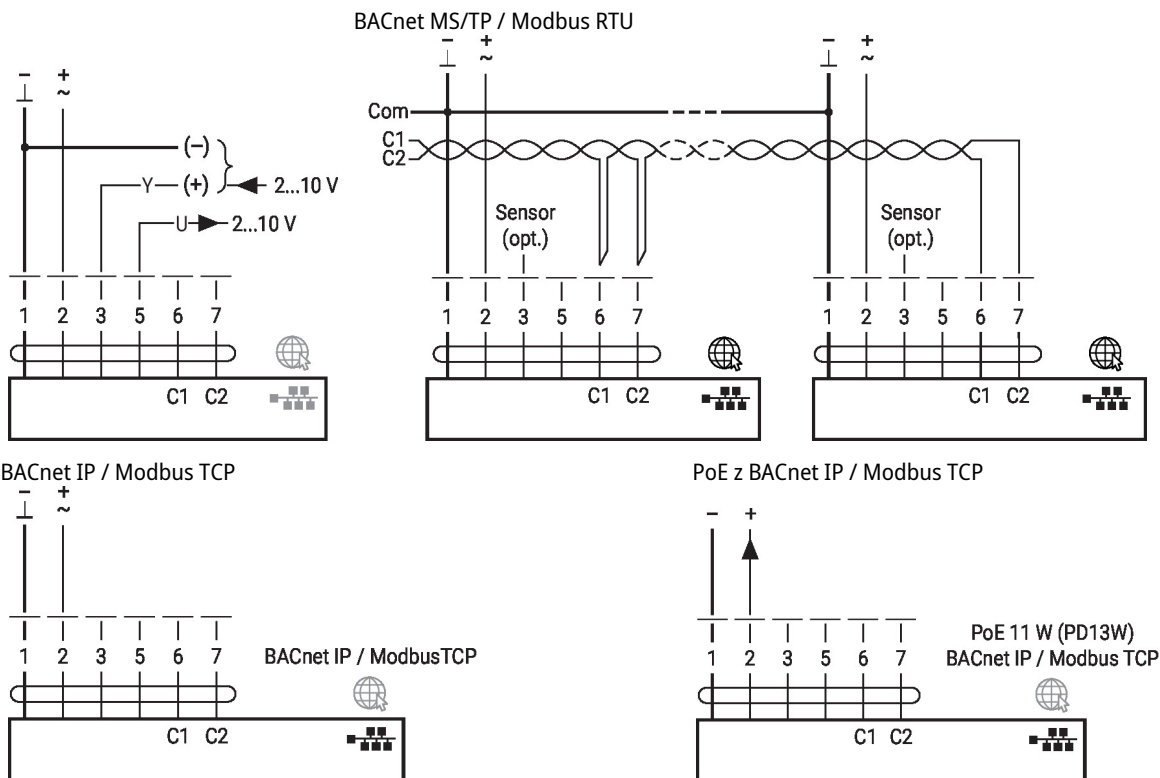 BACnet MS/TP / Modbus RTU
- + - +
⊥ ~ ⊥ ~
- +
⊥ ~
Com
C1
C2
(–)
Y (+) 2...10 V
U 2...10 V
Sensor
(opt.)
Sensor
(opt.)
1 2 3 5 6 7
1 2 3 5 6 7
1 2 3 5 6 7
C1 C2
C1 C2
C1 C2
BACnet IP / Modbus TCP
- +
⊥ ~
1 2 3 5 6 7
BACnet IP / ModbusTCP
C1 C2
PoE z BACnet IP / Modbus TCP
- +
1 2 3 5 6 7
PoE 11 W (PD13W)
BACnet IP / Modbus TCP
C1 C2